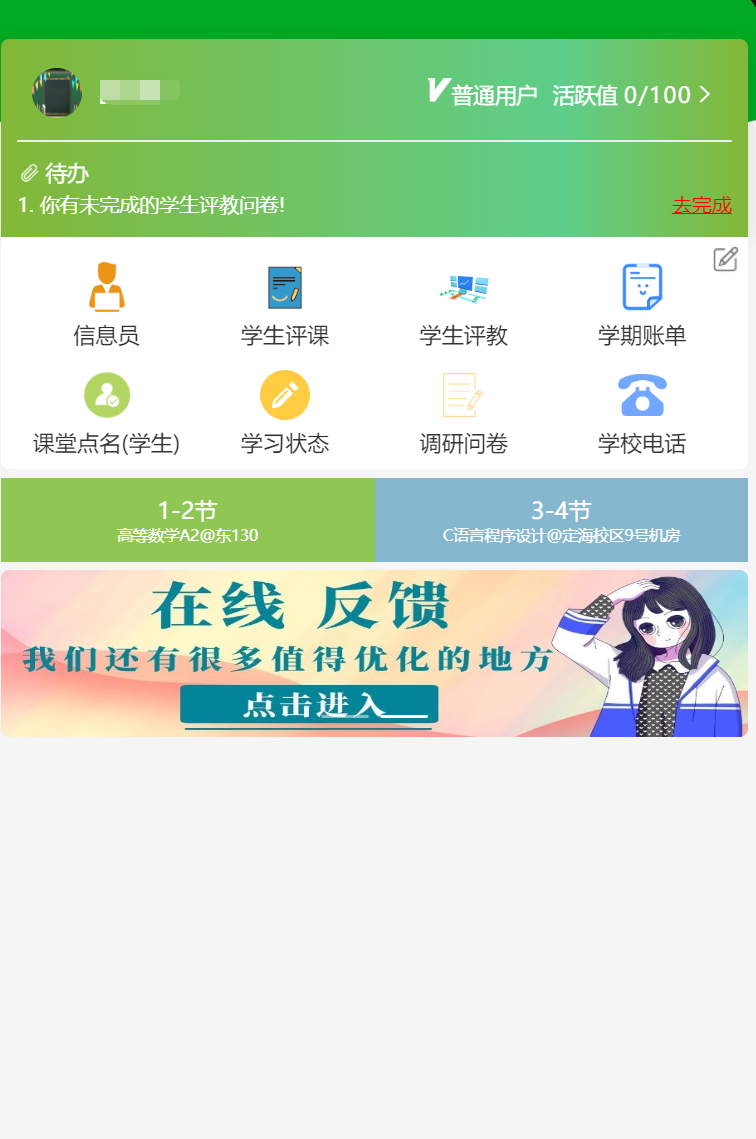 普通用户 活跃值 0/100
待办
1. 你有未完成的学生评教问卷!
去完成
信息员
学生评课
学生评教
学期账单
课堂点名(学生)
学习状态
调研问卷
学校电话
1-2节
高等数学A2@东130
3-4节
C语言程序设计@定海校区9号机房
在线 反馈
我们还有很多值得优化的地方
点击进入